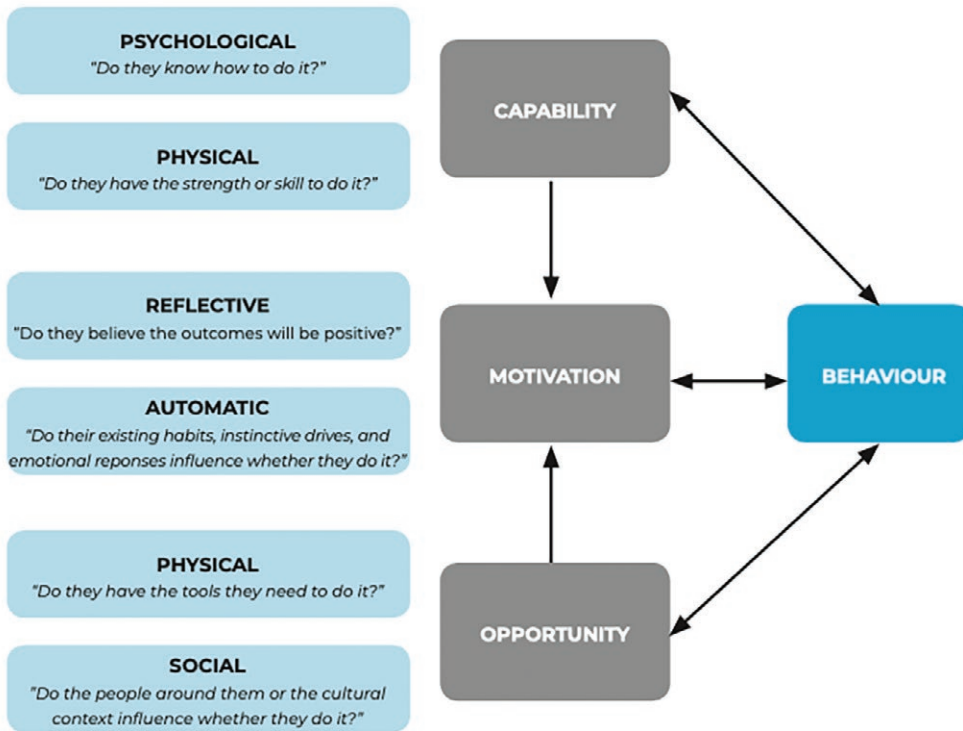 PSYCHOLOGICAL
"Do they know how to do it?"
PHYSICAL
"Do they have the strength or skill to do it?"
REFLECTIVE
"Do they believe the outcomes will be positive?"
AUTOMATIC
"Do their existing habits, instinctive drives, and
emotional reponses influence whether they do it?"
PHYSICAL
"Do they have the tools they need to do it?"
SOCIAL
"Do the people around them or the cultural
context influence whether they do it?"
CAPABILITY
MOTIVATION
OPPORTUNITY
BEHAVIOUR